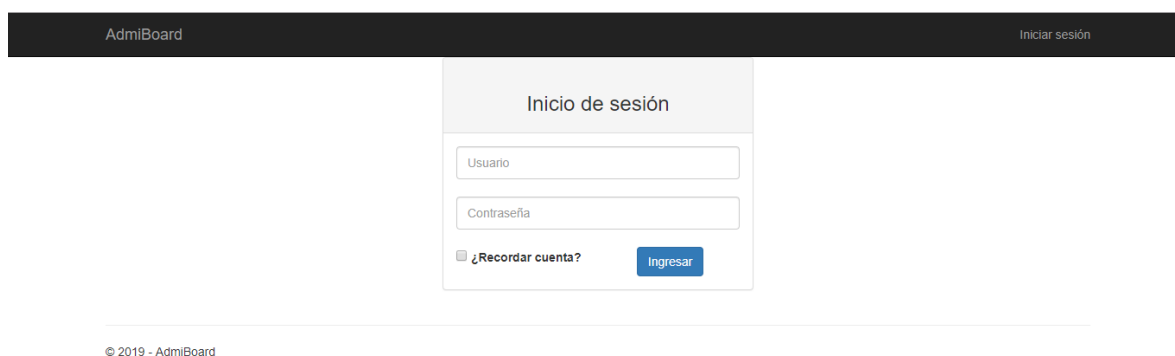 AdmiBoard Iniciar sesión
Inicio de sesión
Usuario
Contraseña
¿Recordar cuenta? Ingresar
© 2019 - AdmiBoard